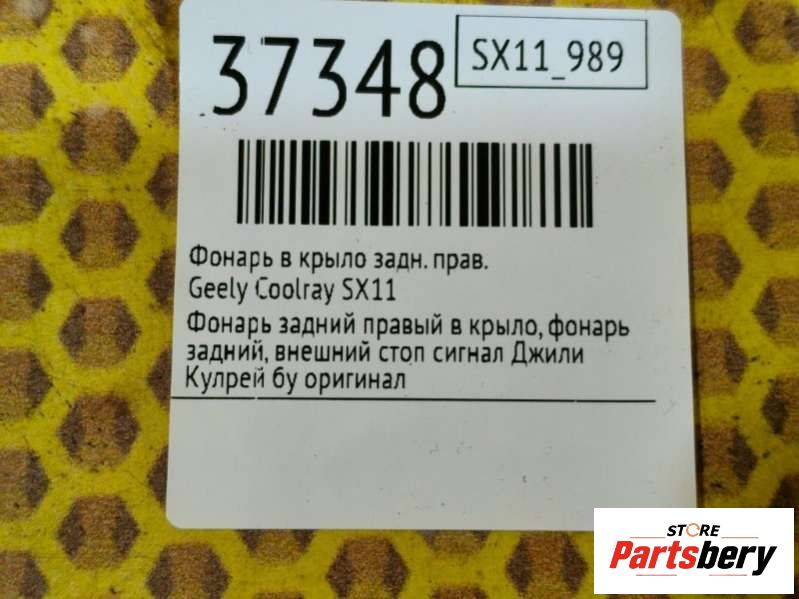 37348
SX11_989
Фонарь в крыло задн. прав.
Geely Coolray SX11
Фонарь задний правый в крыло, фонарь
задний, внешний стоп сигнал Джили
Кулрей бу оригинал
STORE
Partsbery